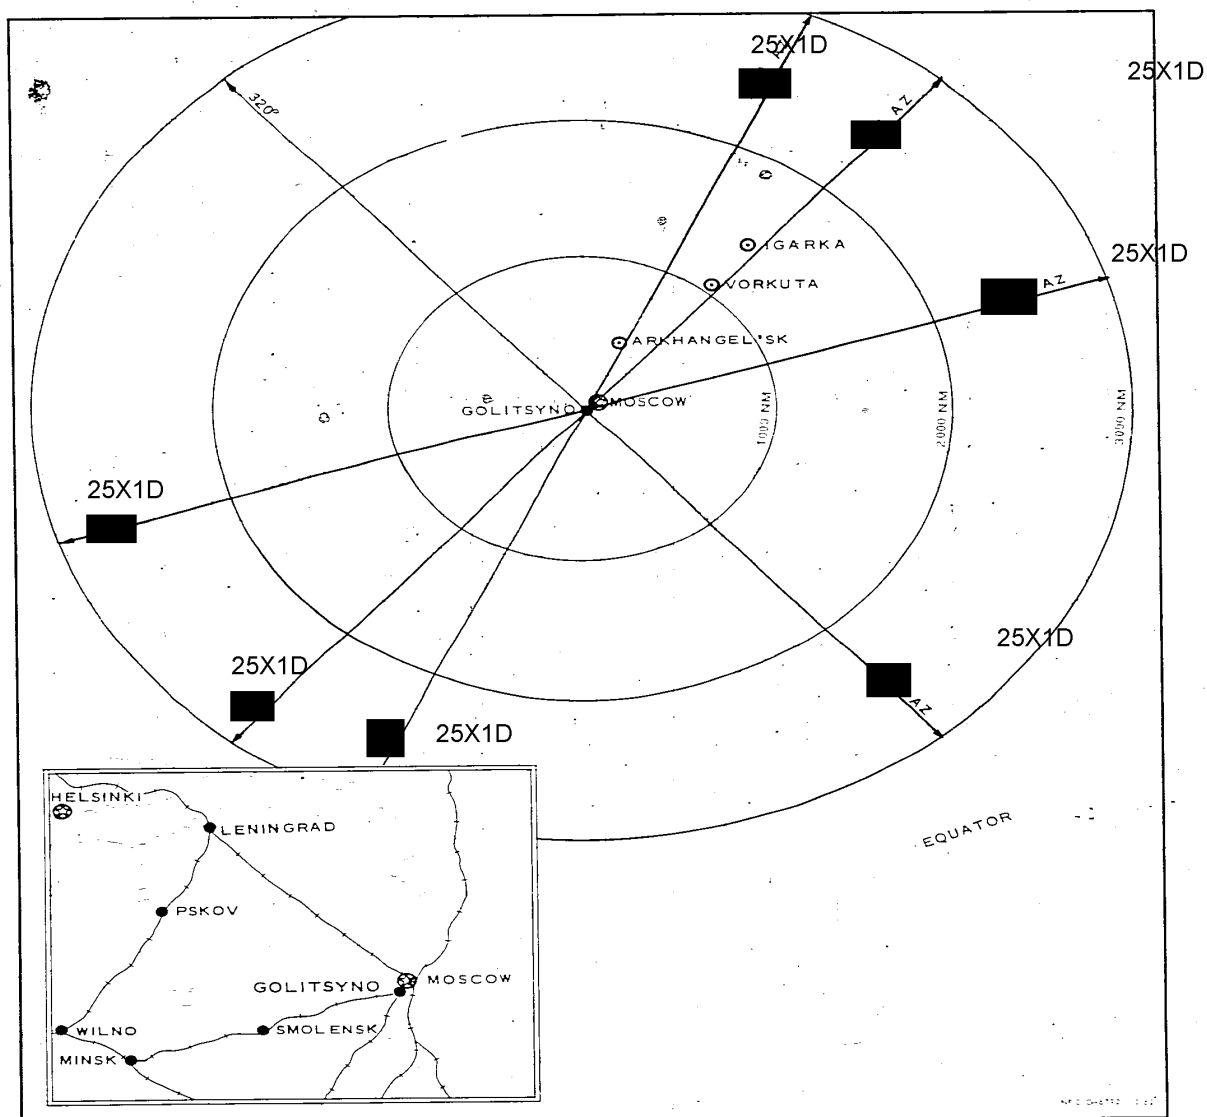 25X1D
25X1D
320°
AZ
IGARKA
25X1D
AZ
VORKUTA
ARKHANGEL'SK
GOLITSYNO
MOSCOW
1000 NM
2000 NM
3000 NM
25X1D
25X1D
25X1D
25X1D
AZ
EQUATOR
HELSINKI
LENINGRAD
PSKOV
GOLITSYNO
MOSCOW
WILNO
SMOLENSK
MINSK